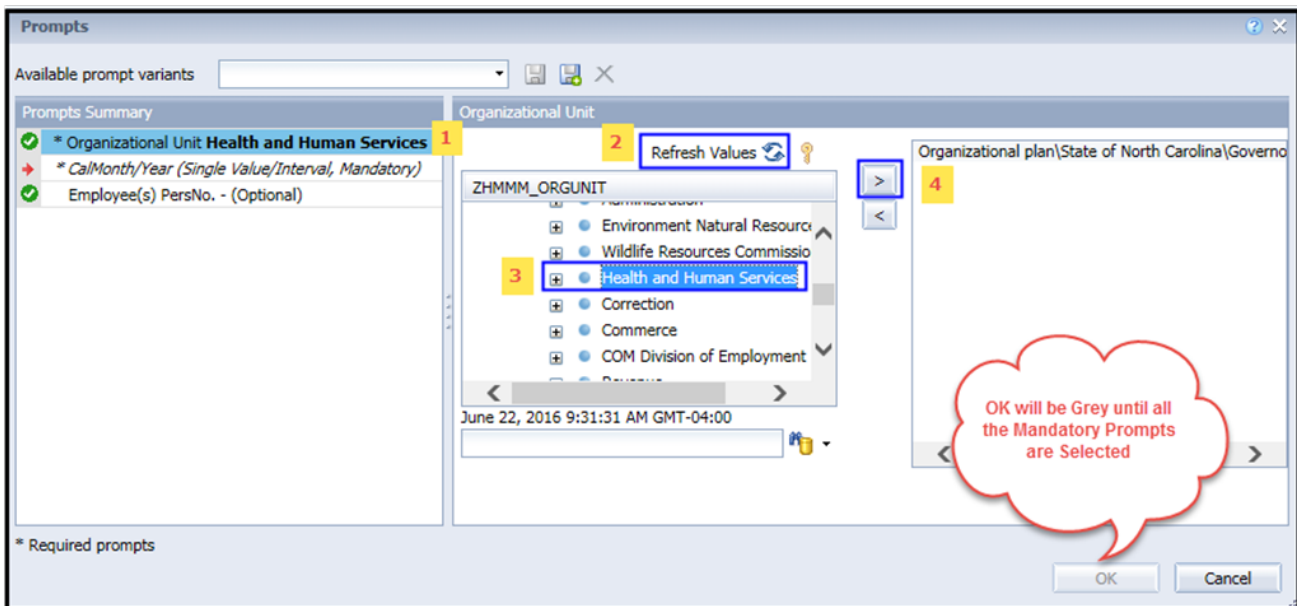 Prompts
Available prompt variants
Prompts Summary
Organizational Unit
* Organizational Unit Health and Human Services
1
* CalMonth/Year (Single Value/Interval, Mandatory)
Employee(s) PersNo. - (Optional)
2
Refresh Values
ZHMMM_ORGUNIT
Administration
Environment Natural Resourc
Wildlife Resources Commissio
3
Health and Human Services
Correction
Commerce
COM Division of Employment
Revenue
June 22, 2016 9:31:31 AM GMT-04:00
>
<
4
Organizational plan\State of North Carolina\Governo
OK will be Grey until all
the Mandatory Prompts
are Selected
* Required prompts
OK
Cancel